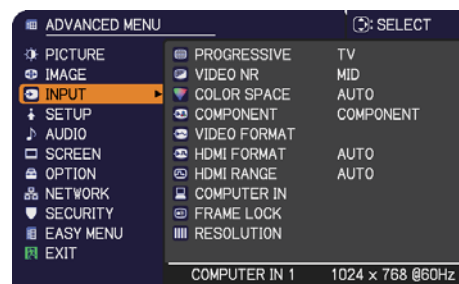 ADVANCED MENU : SELECT
PICTURE PROGRESSIVE TV
IMAGE VIDEO NR MID
INPUT COLOR SPACE AUTO
SETUP COMPONENT COMPONENT
AUDIO VIDEO FORMAT
SCREEN HDMI FORMAT AUTO
OPTION HDMI RANGE AUTO
NETWORK COMPUTER IN
SECURITY FRAME LOCK
EASY MENU RESOLUTION
EXIT
COMPUTER IN 1 1024 x 768 @60Hz